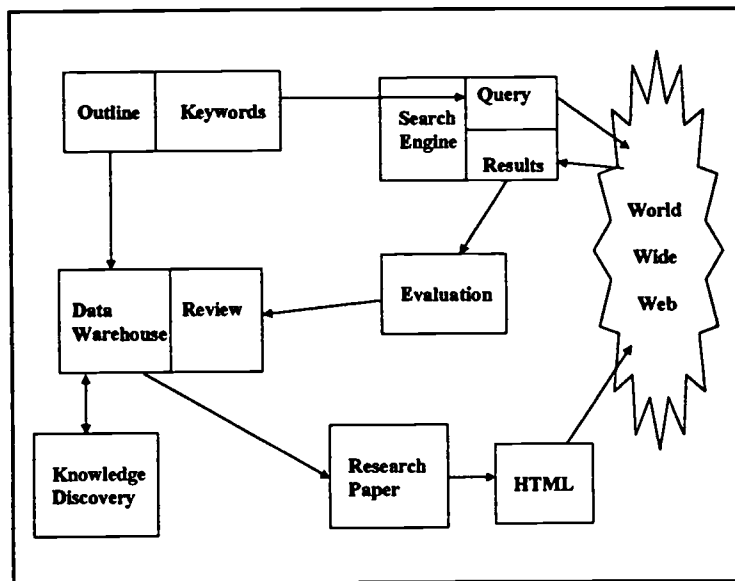 Outline
Keywords
Search
Engine
Query
Results
World
Wide
Web
Data
Warehouse
Review
Evaluation
Knowledge
Discovery
Research
Paper
HTML